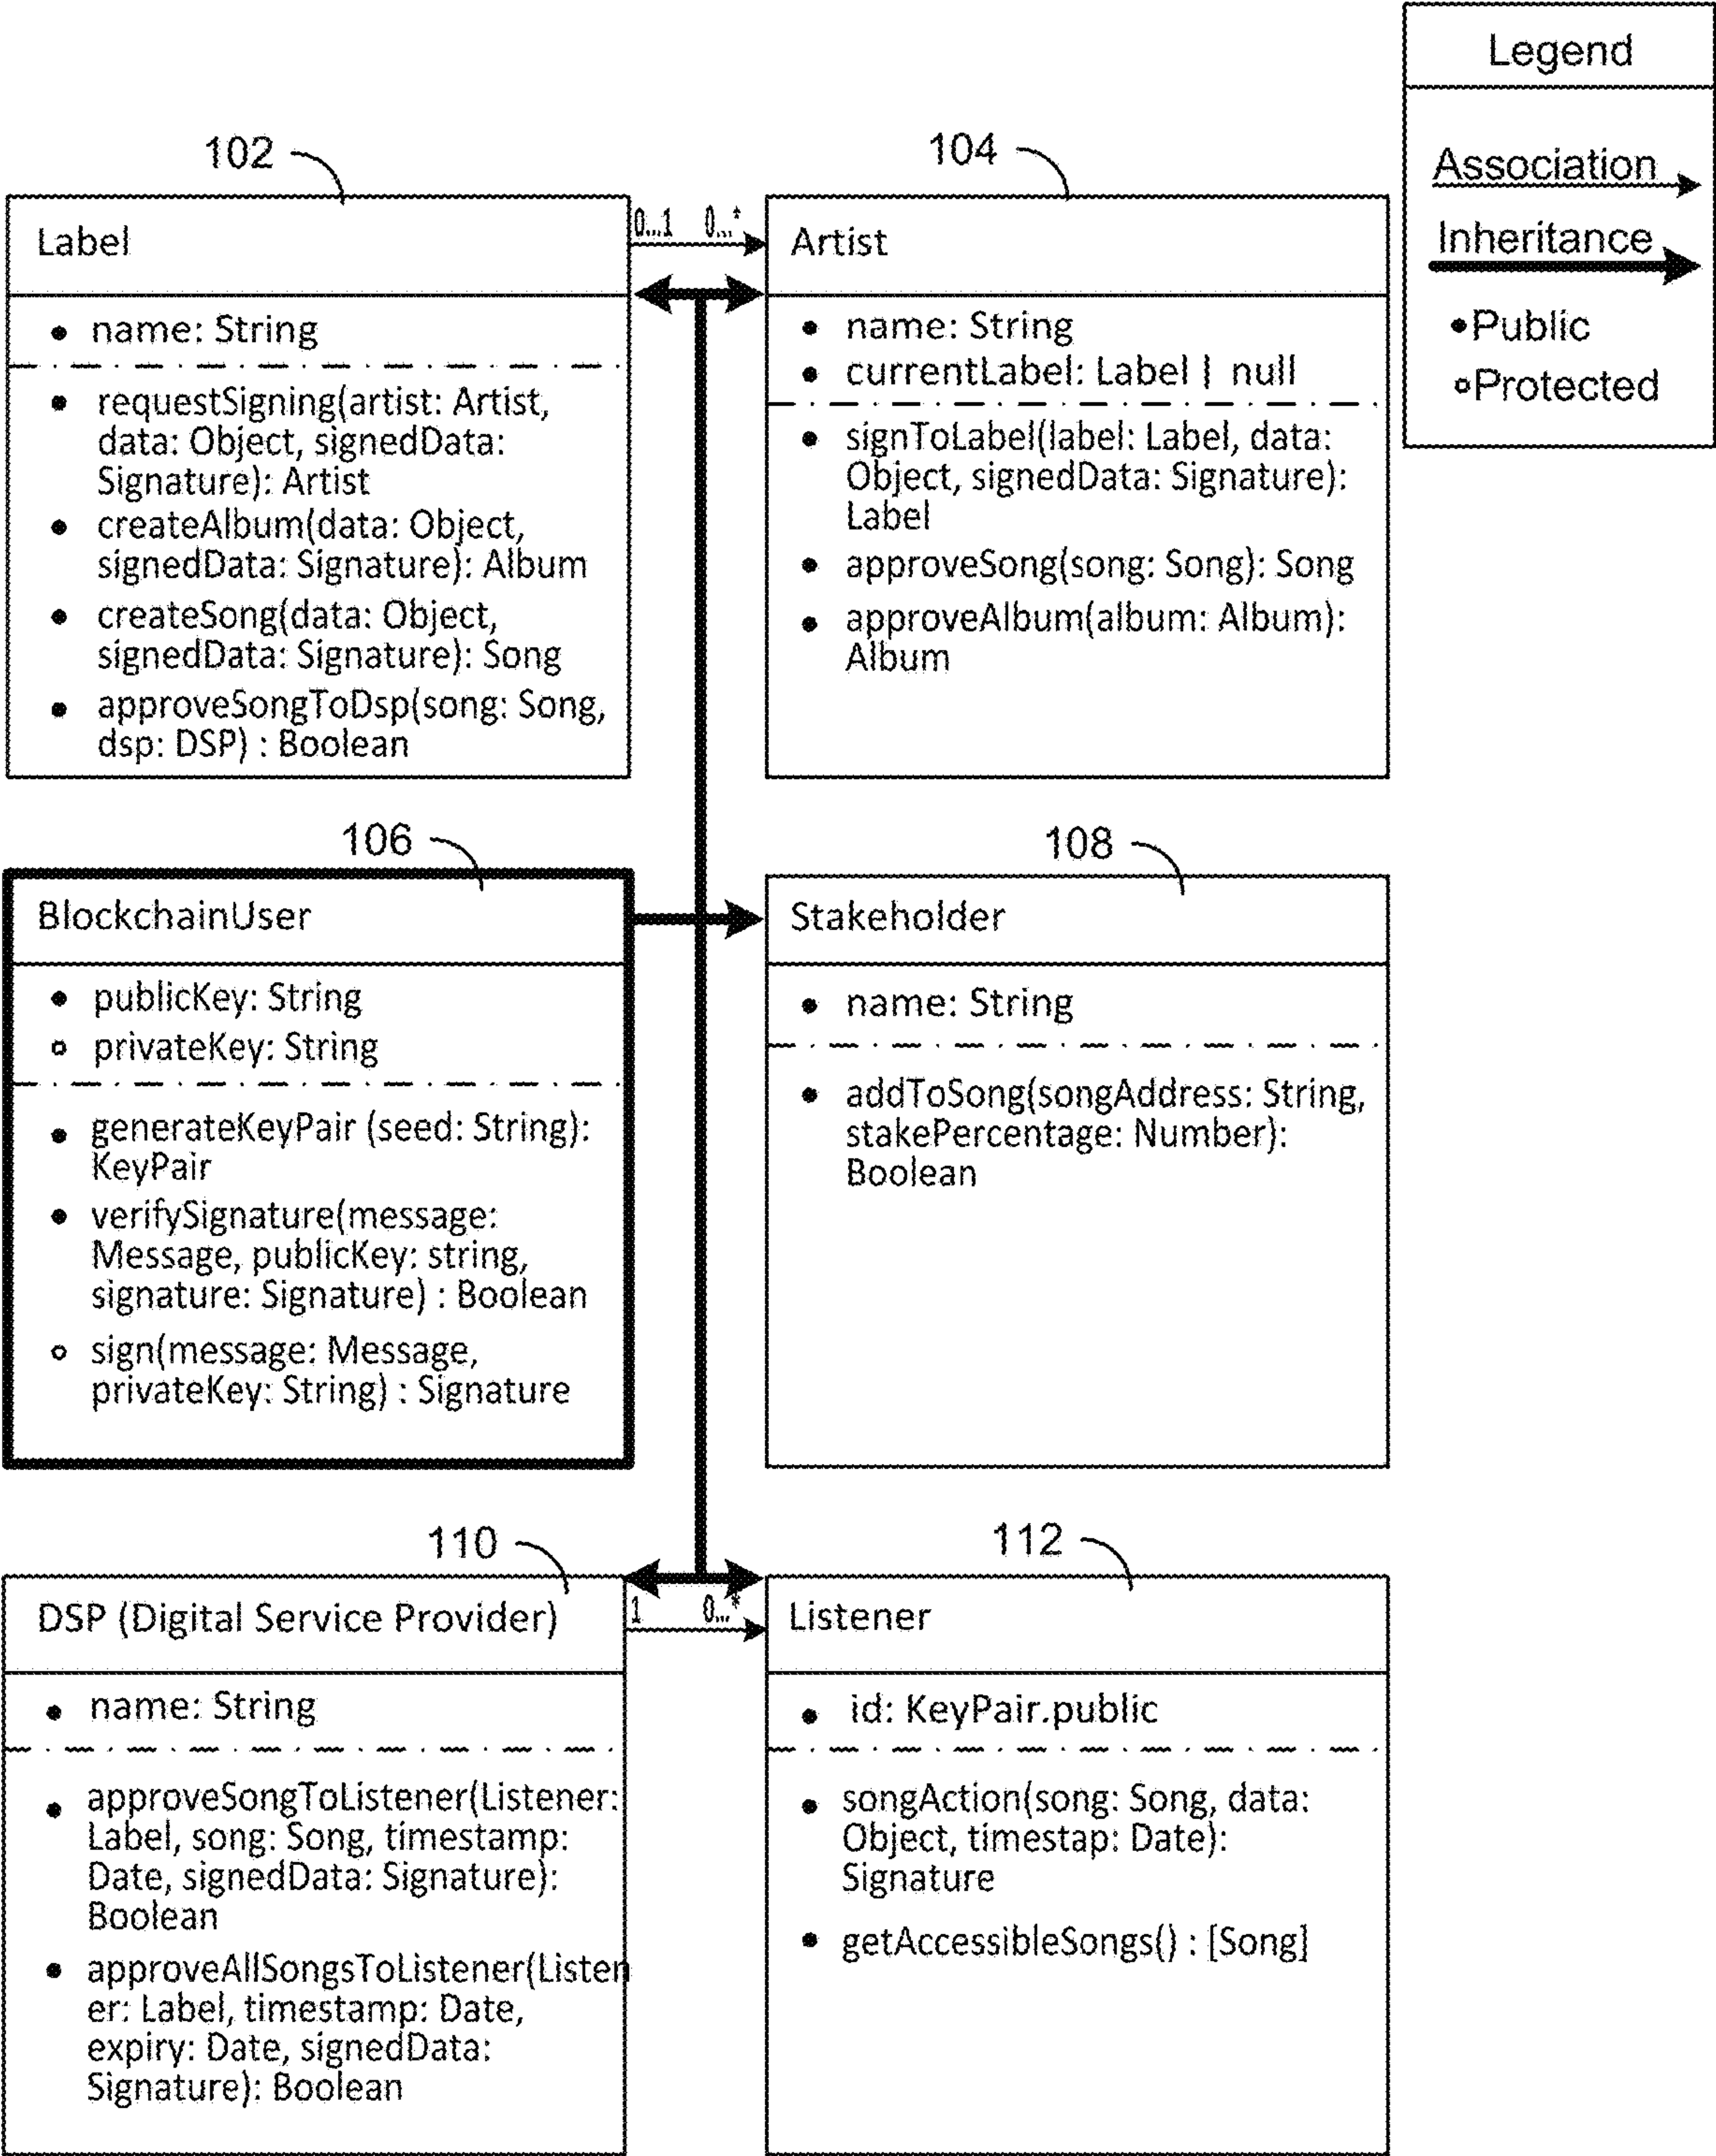 Legend
Association
Inheritance
•Public
oProtected
102
Label
• name: String
• requestSigning(artist: Artist,
data: Object, signedData:
Signature): Artist
• createAlbum(data: Object,
signedData: Signature): Album
• createSong(data: Object,
signedData: Signature): Song
• approveSongToDsp(song: Song,
dsp: DSP) : Boolean
0...1 0...*
104
Artist
• name: String
• currentLabel: Label | null
• signToLabel(label: Label, data:
Object, signedData: Signature):
Label
• approveSong(song: Song): Song
• approveAlbum(album: Album):
Album
106
BlockchainUser
• publicKey: String
o privateKey: String
• generateKeyPair (seed: String):
KeyPair
• verifySignature(message:
Message, publicKey: string,
signature: Signature) : Boolean
o sign(message: Message,
privateKey: String) : Signature
108
Stakeholder
• name: String
• addToSong(songAddress: String,
stakePercentage: Number):
Boolean
110
DSP (Digital Service Provider)
• name: String
• approveSongToListener(Listener:
Label, song: Song, timestamp:
Date, signedData: Signature):
Boolean
• approveAllSongsToListener(Listen
er: Label, timestamp: Date,
expiry: Date, signedData:
Signature): Boolean
1 0...*
112
Listener
• id: KeyPair.public
• songAction(song: Song, data:
Object, timestap: Date):
Signature
• getAccessibleSongs() : [Song]